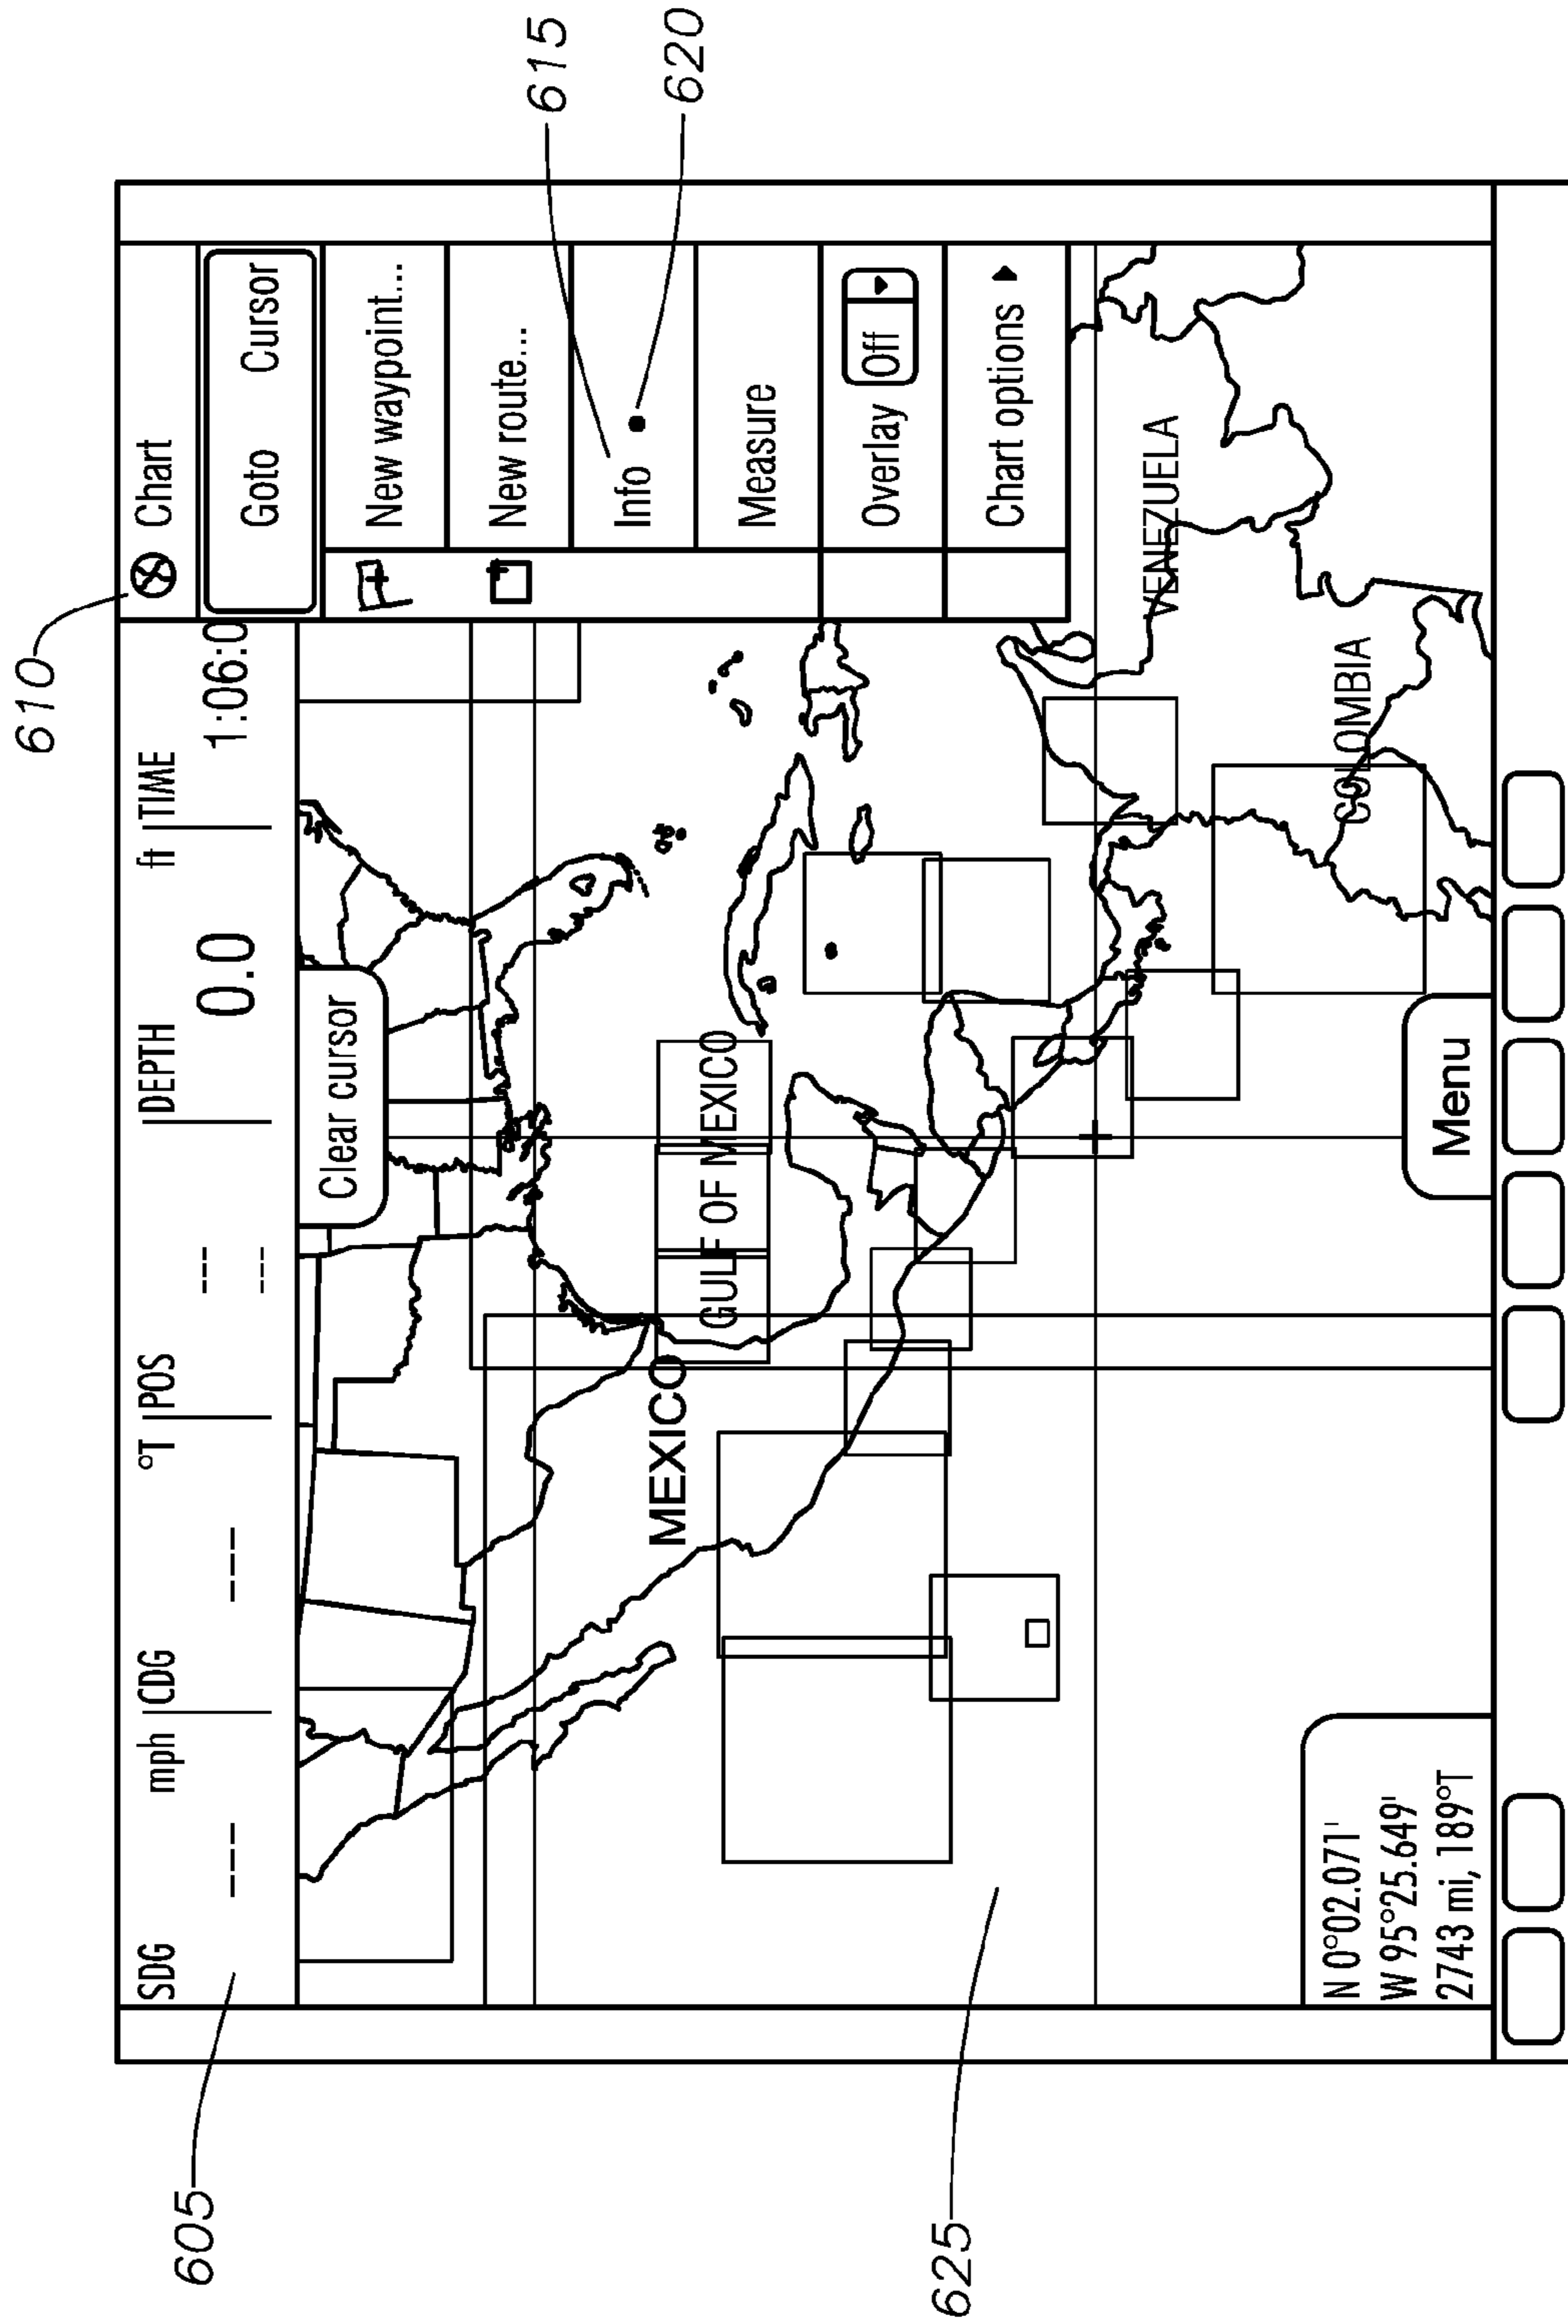 610
SDG mph
---
CDG °T
---
POS
---
---
DEPTH ft
0.0
TIME
1:06:0
Chart
Goto Cursor
New waypoint...
New route...
Info
Measure
Overlay Off
Chart options
615
620
605
Clear cursor
MEXICO
GULF OF MEXICO
VENEZUELA
COLOMBIA
625
N 0°02.071'
W 95°25.649'
2743 mi, 189°T
Menu